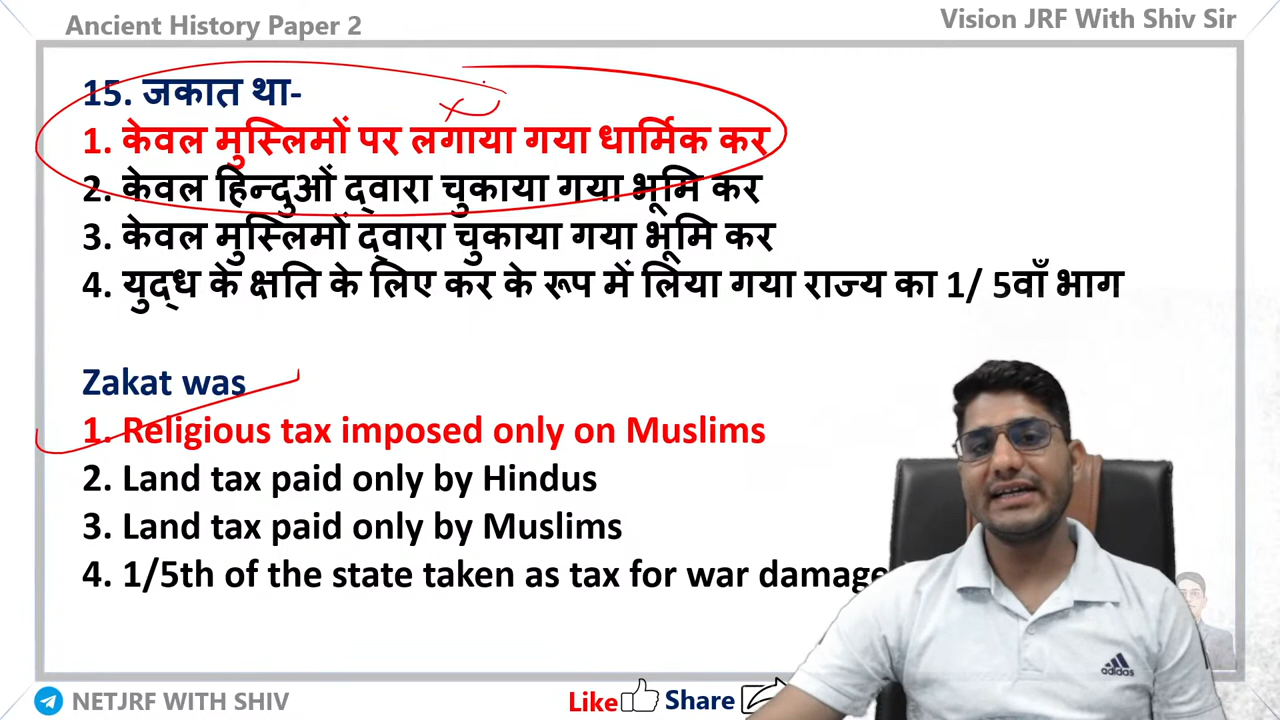 Ancient History Paper 2
Vision JRF With Shiv Sir
15. जकात था-
1. केवल मुस्लिमों पर लगाया गया धार्मिक कर
2. केवल हिन्दुओं द्वारा चुकाया गया भूमि कर
3. केवल मुस्लिमों द्वारा चुकाया गया भूमि कर
4. युद्ध के क्षति के लिए कर के रूप में लिया गया राज्य का 1/ 5वाँ भाग
Zakat was
1. Religious tax imposed only on Muslims
2. Land tax paid only by Hindus
3. Land tax paid only by Muslims
4. 1/5th of the state taken as tax for war damage
adidas
NETJRF WITH SHIV
Like Share